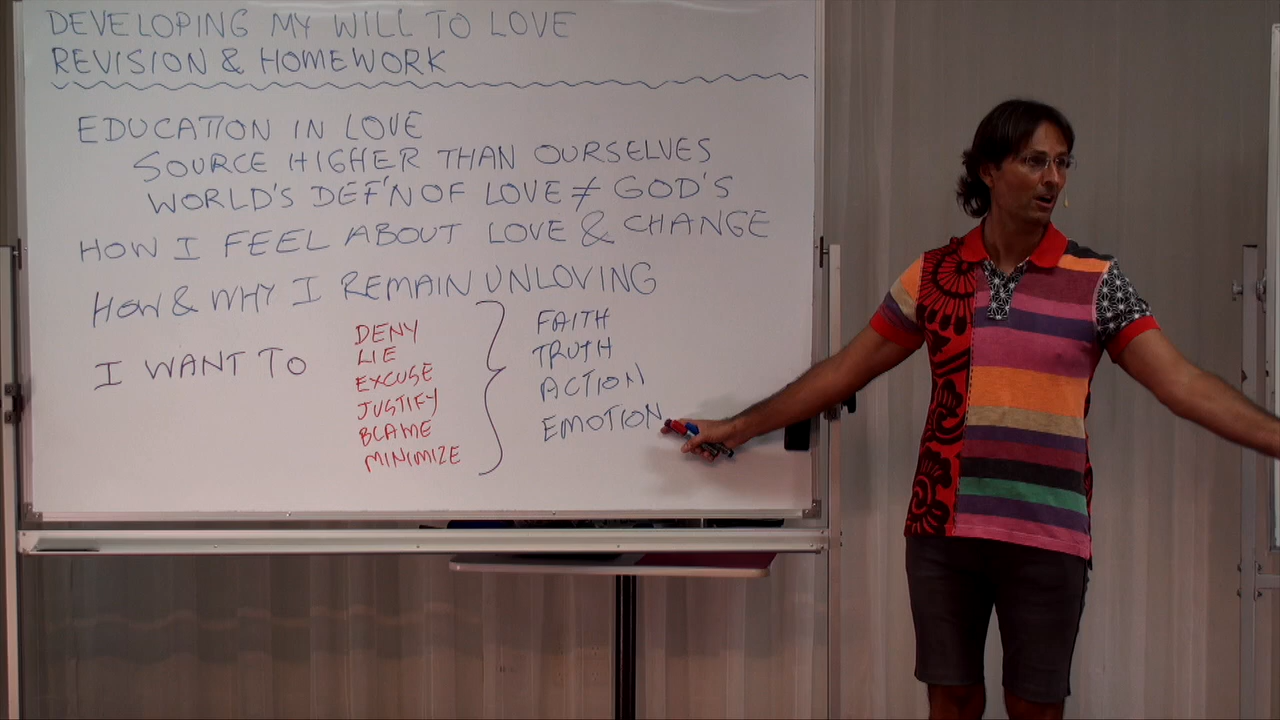 DEVELOPING MY WILL TO LOVE
REVISION & HOMEWORK
EDUCATION IN LOVE
SOURCE HIGHER THAN OURSELVES
WORLD'S DEF'N OF LOVE ≠ GOD'S
HOW I FEEL ABOUT LOVE & CHANGE
HOW & WHY I REMAIN UNLOVING
I WANT TO
DENY
LIE
EXCUSE
JUSTIFY
BLAME
MINIMIZE
FAITH
TRUTH
ACTION
EMOTION